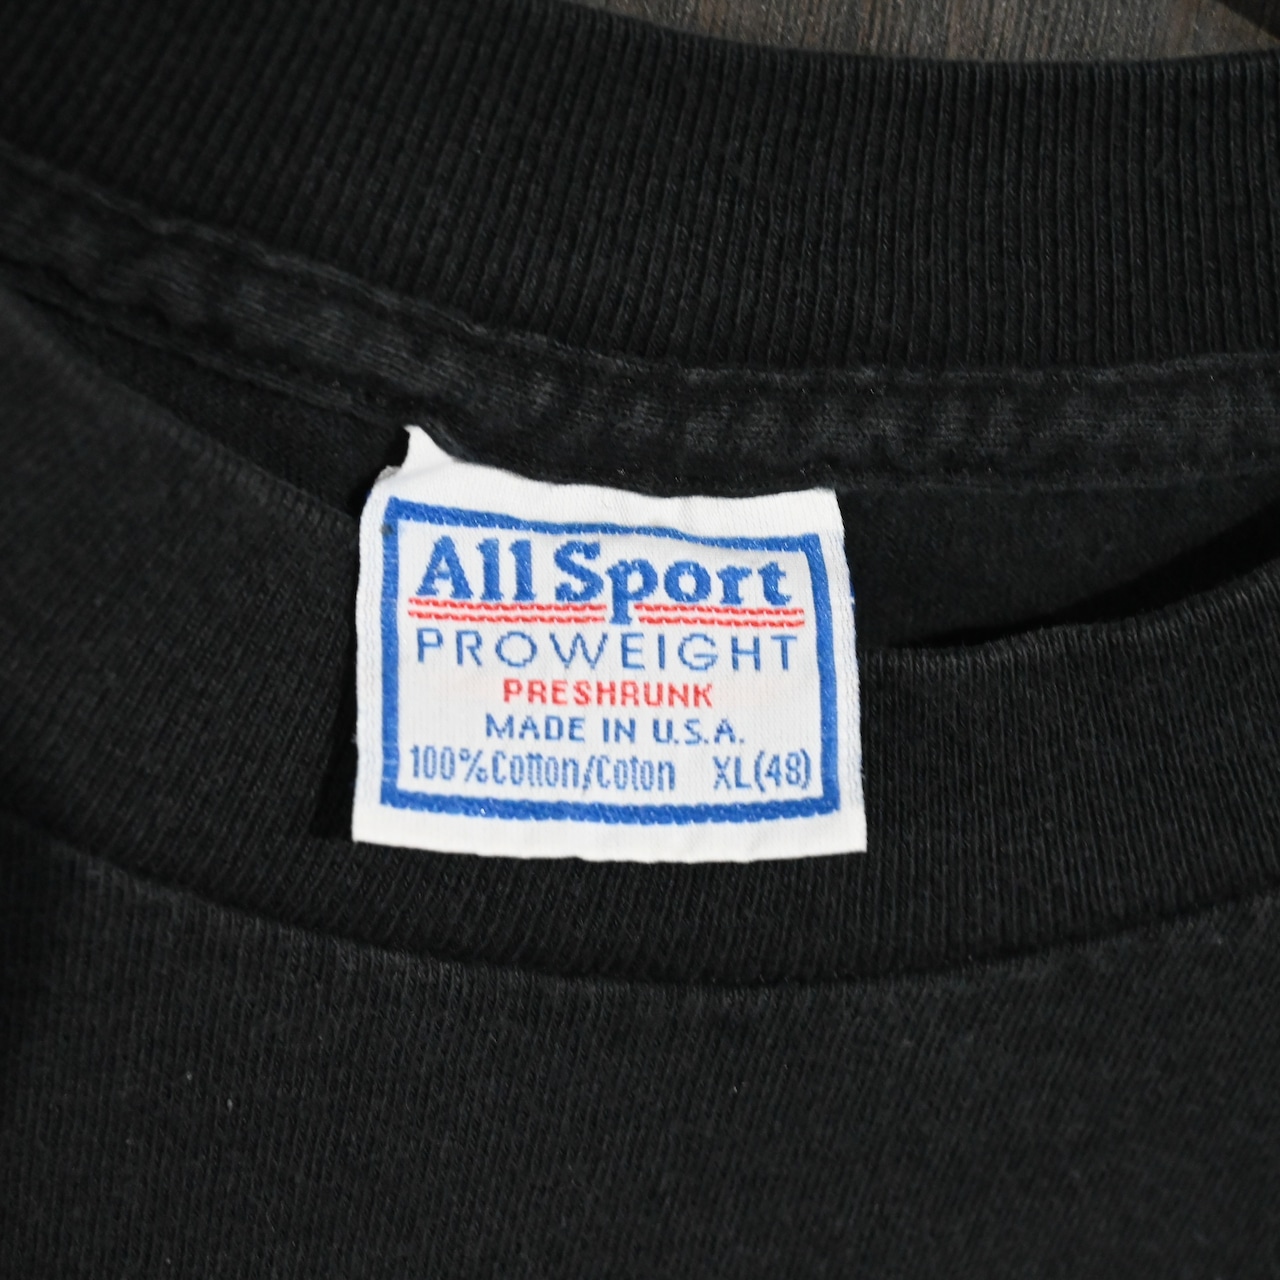 All Sport
PROWEIGHT
PRESHRUNK
MADE IN U.S.A.
100% Cotton/Coton XL(48)